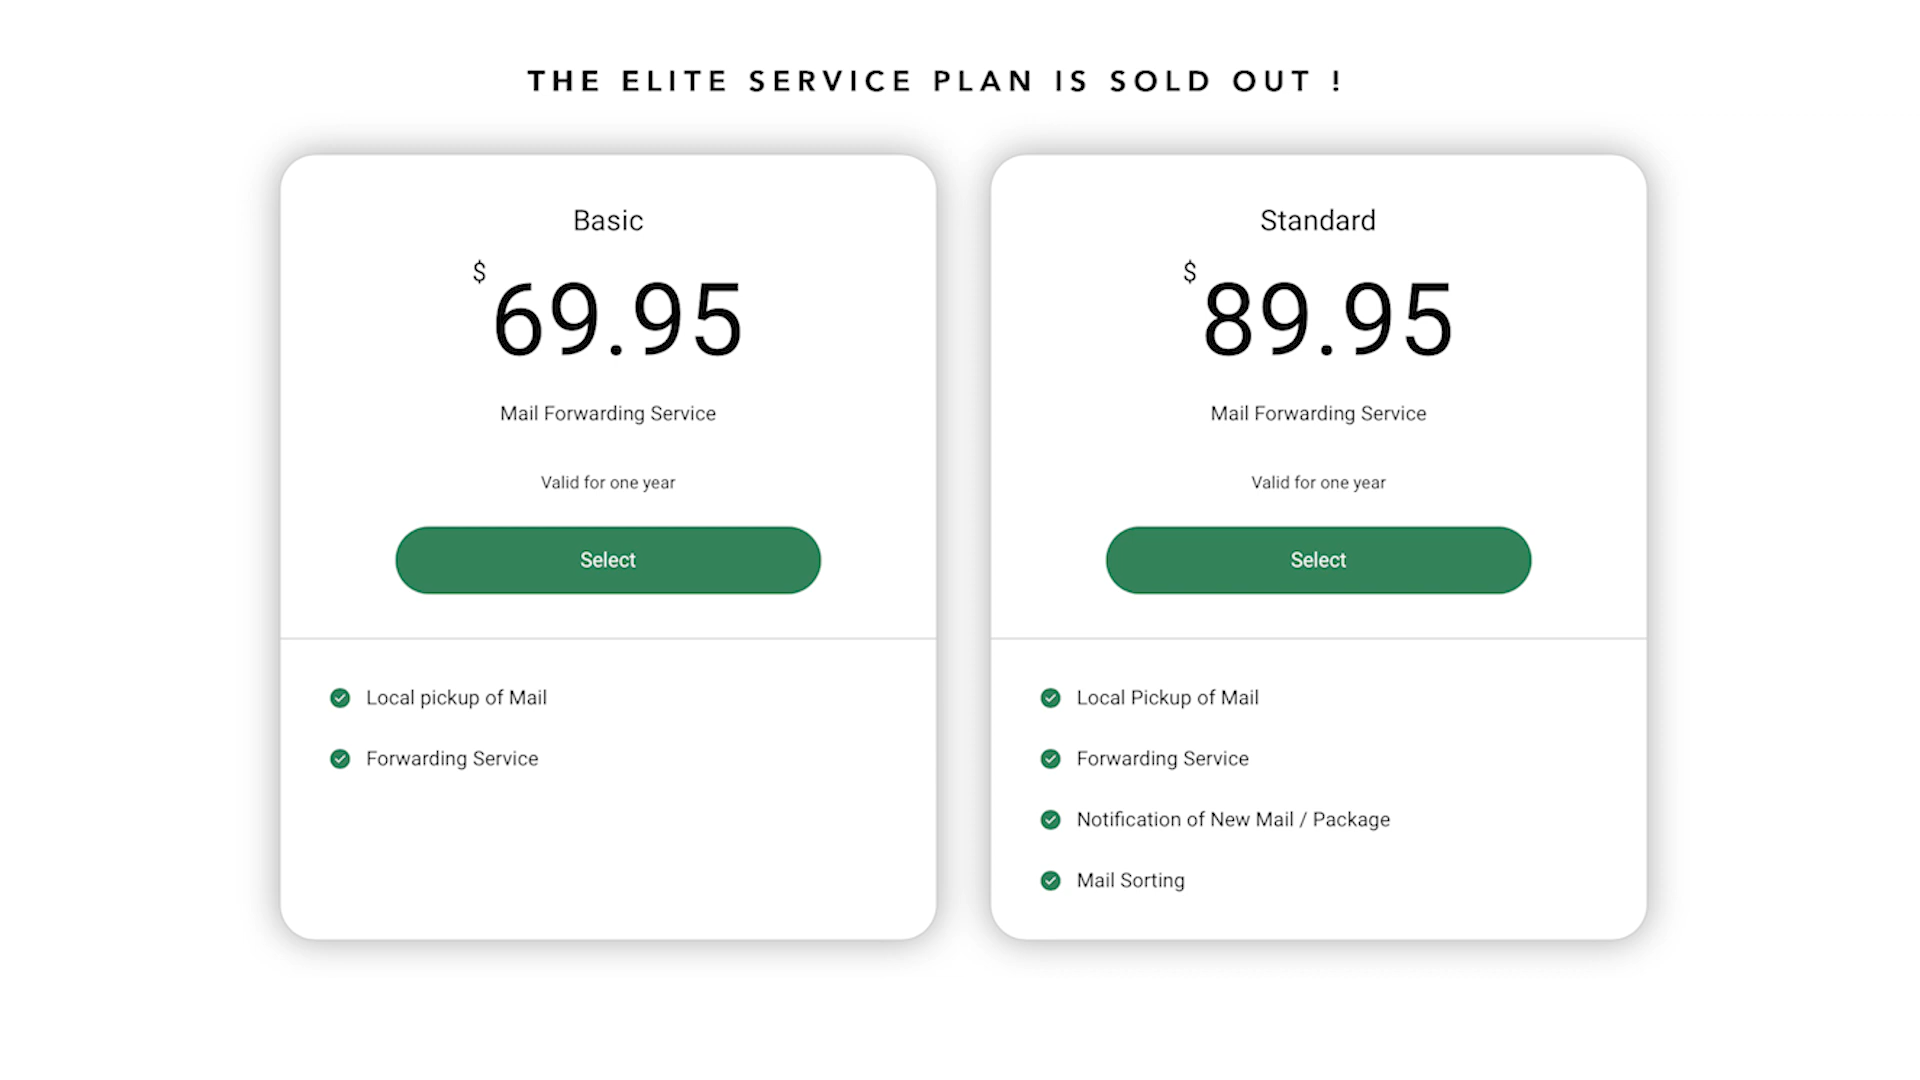 THE ELITE SERVICE PLAN IS SOLD OUT !
Basic
$
69.95
Mail Forwarding Service
Valid for one year
Select
Local pickup of Mail
Forwarding Service
Standard
$
89.95
Mail Forwarding Service
Valid for one year
Select
Local Pickup of Mail
Forwarding Service
Notification of New Mail / Package
Mail Sorting